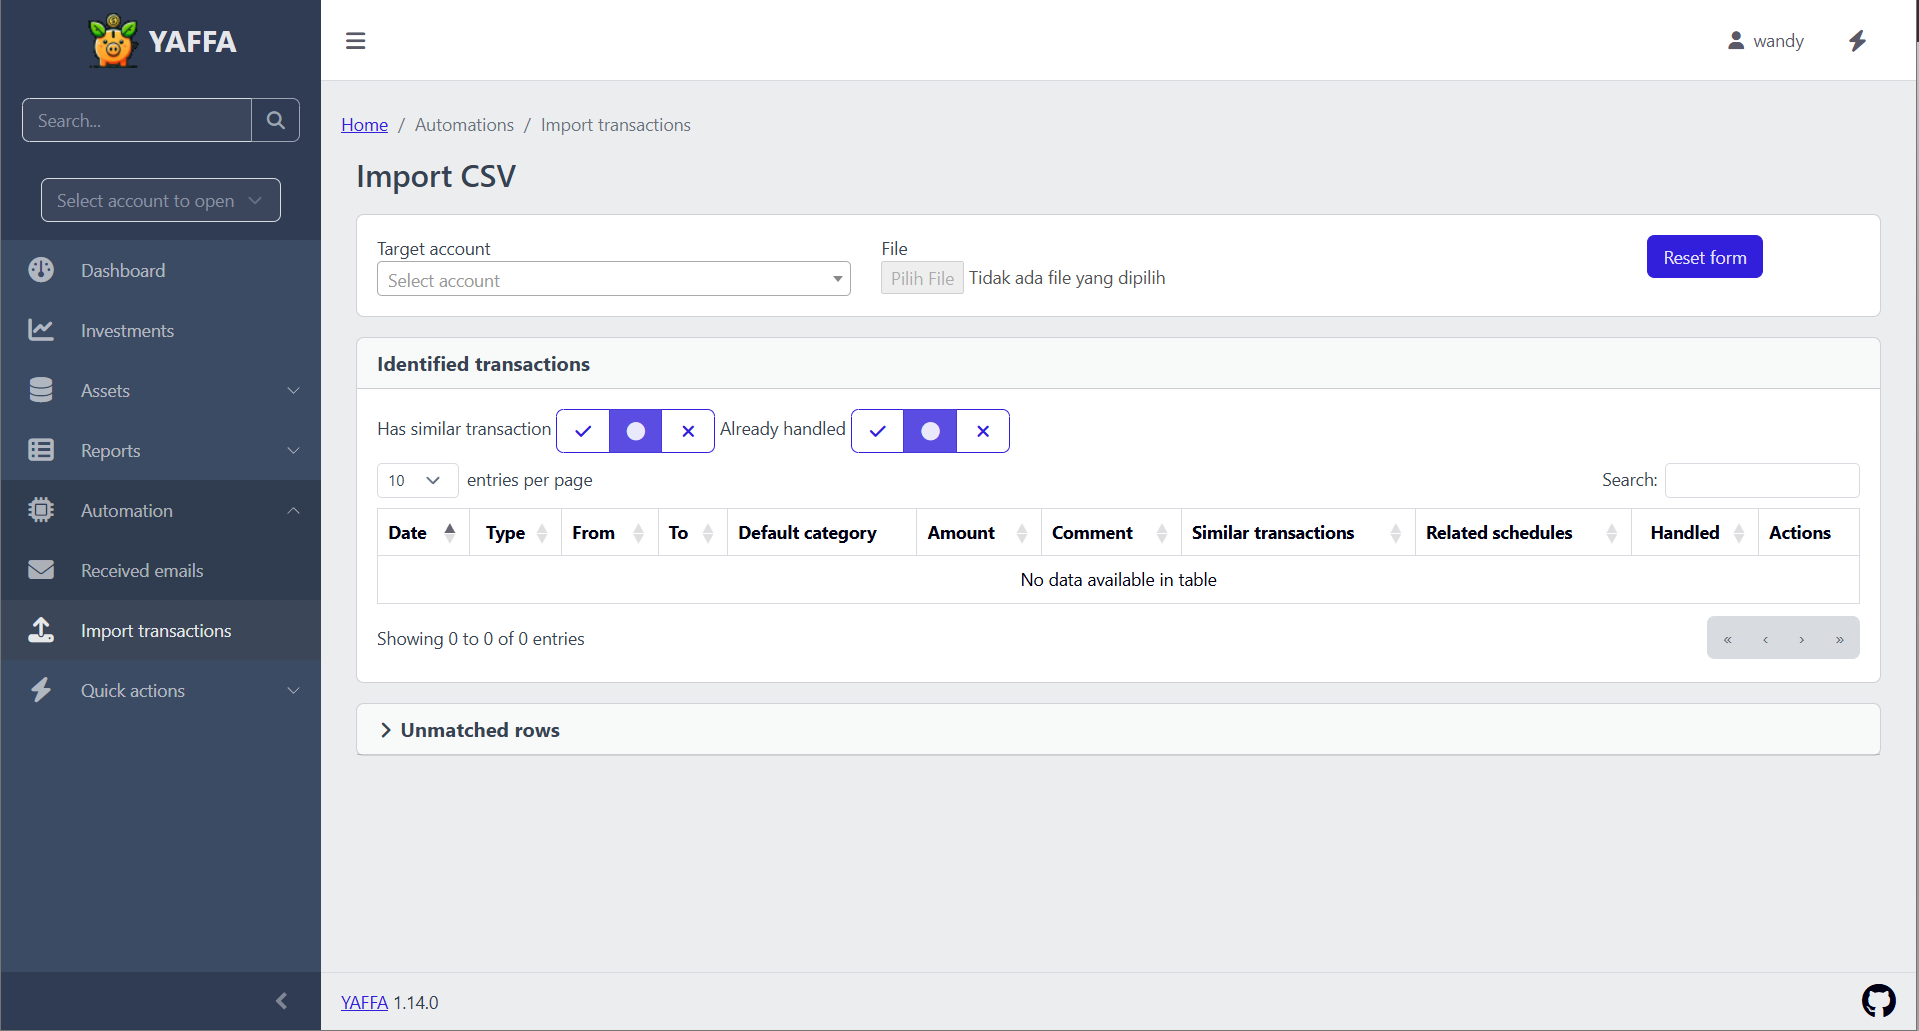 YAFFA
Search...
Select account to open
Dashboard
Investments
Assets
Reports
Automation
Received emails
Import transactions
Quick actions
wandy
Home / Automations / Import transactions
Import CSV
Target account
Select account
File
Pilih File Tidak ada file yang dipilih
Reset form
Identified transactions
Has similar transaction
Already handled
10 entries per page
Search:
Date Type From To Default category Amount Comment Similar transactions Related schedules Handled Actions
No data available in table
Showing 0 to 0 of 0 entries
« ‹ › »
Unmatched rows
YAFFA 1.14.0